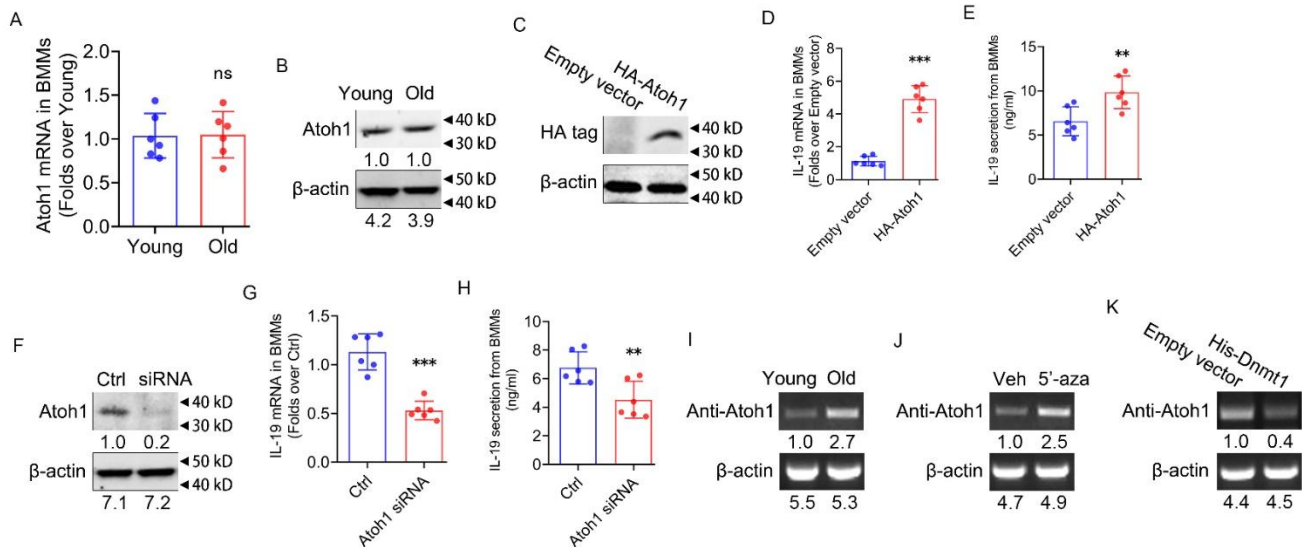 A
Atoh1 mRNA in BMMs
(Folds over Young)
2.0
1.5
1.0
0.5
0.0
ns
Young Old
B
Young Old
Atoh1
40 kD
30 kD
1.0 1.0
β-actin
50 kD
40 kD
4.2 3.9
C
Empty vector
HA-Atoh1
HA tag
40 kD
30 kD
β-actin
50 kD
40 kD
D
IL-19 mRNA in BMMs
(Folds over Empty vector)
8
6
4
2
0
***
Empty vector
HA-Atoh1
E
IL-19 secretion from BMMs
(ng/ml)
15
10
5
0
**
Empty vector
HA-Atoh1
F
Ctrl siRNA
Atoh1
40 kD
30 kD
1.0 0.2
β-actin
50 kD
40 kD
7.1 7.2
G
IL-19 mRNA in BMMs
(Folds over Ctrl)
1.5
1.0
0.5
0.0
***
Ctrl
Atoh1 siRNA
H
IL-19 secretion from BMMs
(ng/ml)
10
8
6
4
2
0
**
Ctrl
Atoh1 siRNA
I
Young Old
Anti-Atoh1
1.0 2.7
β-actin
5.5 5.3
J
Veh 5'-aza
Anti-Atoh1
1.0 2.5
β-actin
4.7 4.9
K
Empty vector
His-Dnmt1
Anti-Atoh1
1.0 0.4
β-actin
4.4 4.5